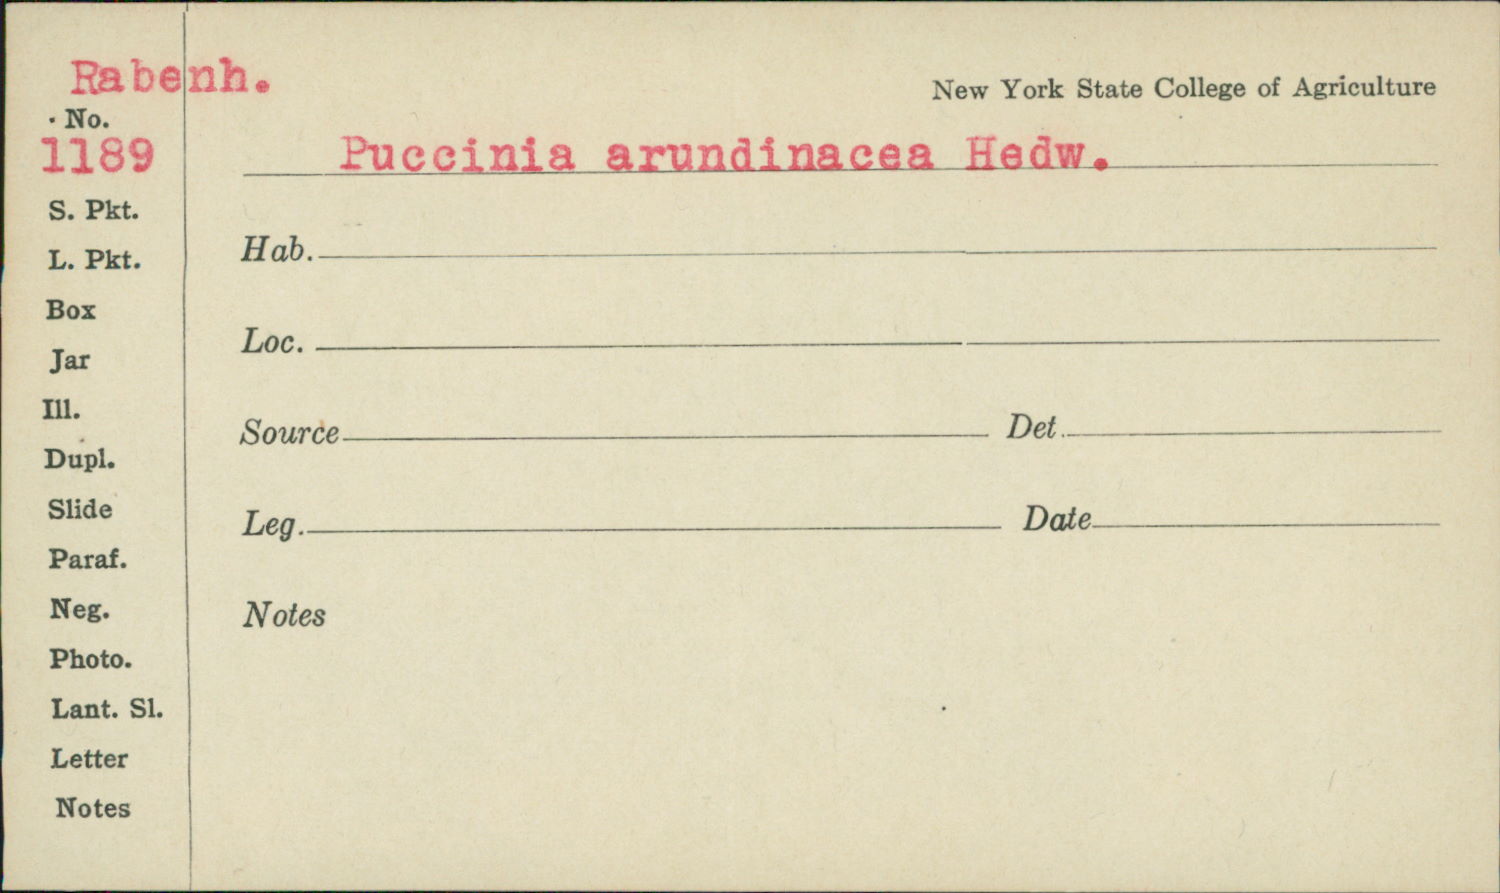 Rabenh.
New York State College of Agriculture
No.
1189
Puccinia arundinacea Hedw.
S. Pkt.
L. Pkt.
Box
Jar
Ill.
Dupl.
Slide
Paraf.
Neg.
Photo.
Lant. Sl.
Letter
Notes
Hab.
Loc.
Source Det.
Leg. Date
Notes